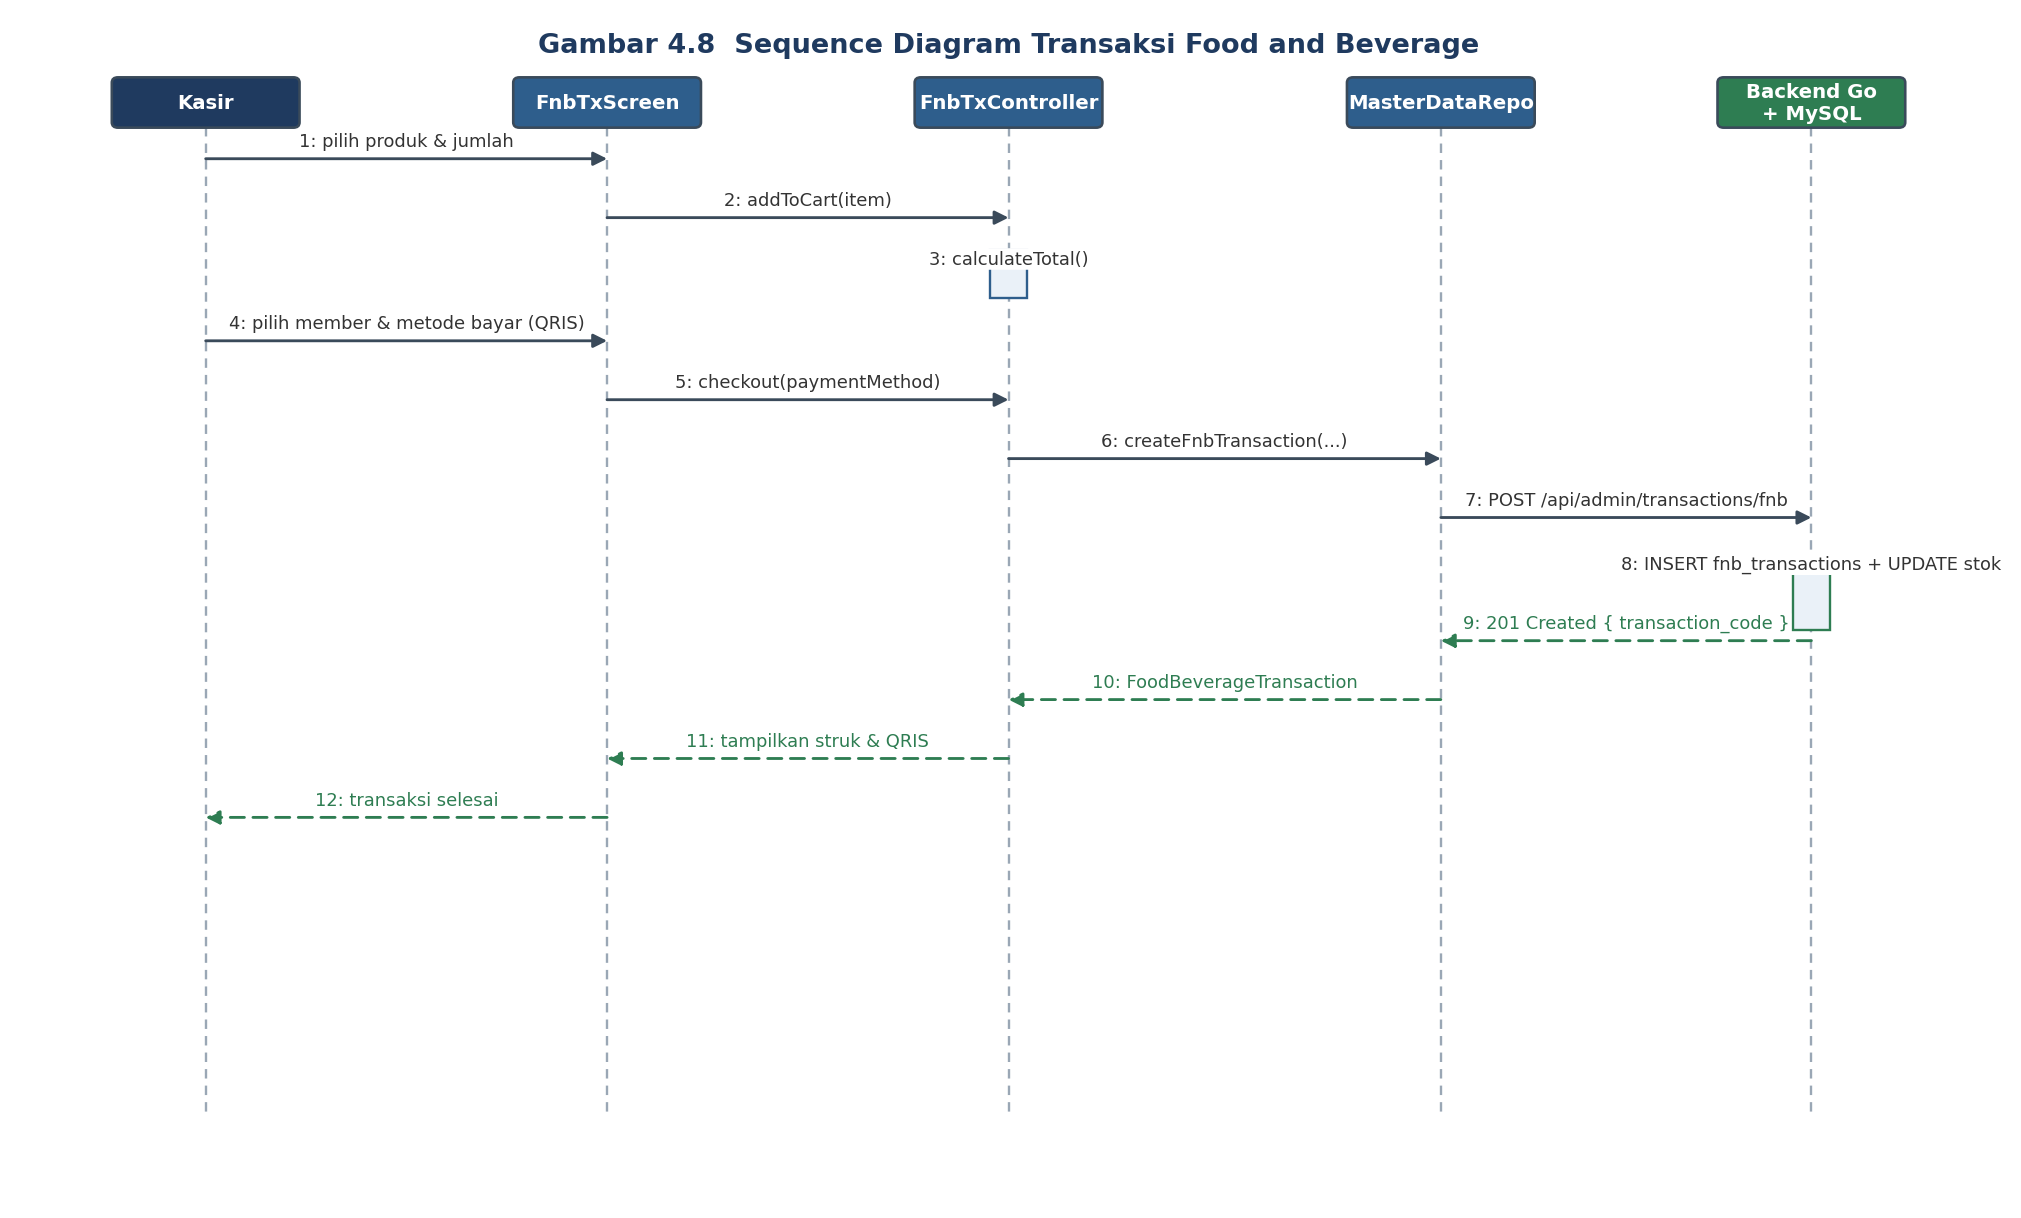 Gambar 4.8  Sequence Diagram Transaksi Food and Beverage
Kasir
FnbTxScreen
FnbTxController
MasterDataRepo
Backend Go
+ MySQL
1: pilih produk & jumlah
2: addToCart(item)
3: calculateTotal()
4: pilih member & metode bayar (QRIS)
5: checkout(paymentMethod)
6: createFnbTransaction(...)
7: POST /api/admin/transactions/fnb
8: INSERT fnb_transactions + UPDATE stok
9: 201 Created { transaction_code }
10: FoodBeverageTransaction
11: tampilkan struk & QRIS
12: transaksi selesai